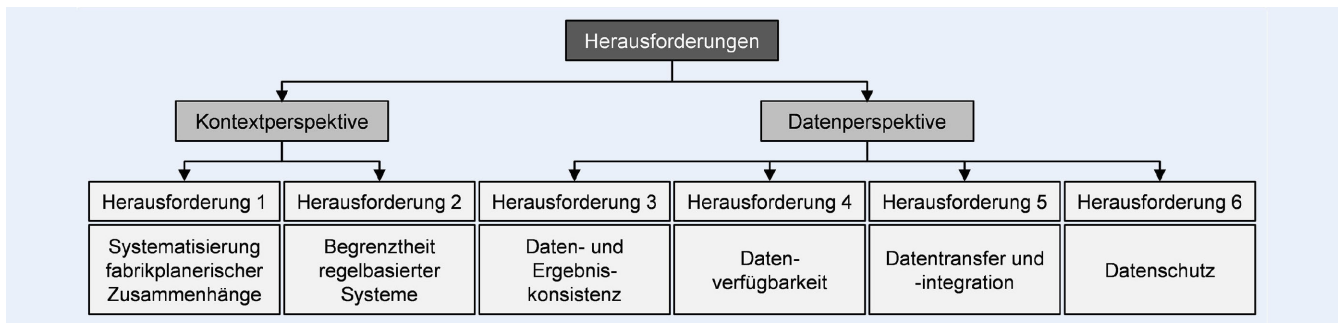 Herausforderungen
Kontextperspektive
Datenperspektive
Herausforderung 1
Herausforderung 2
Herausforderung 3
Herausforderung 4
Herausforderung 5
Herausforderung 6
Systematisierung
fabrikplanerischer
Zusammenhänge
Begrenztheit
regelbasierter
Systeme
Daten- und
Ergebnis-
konsistenz
Daten-
verfügbarkeit
Datentransfer und
-integration
Datenschutz